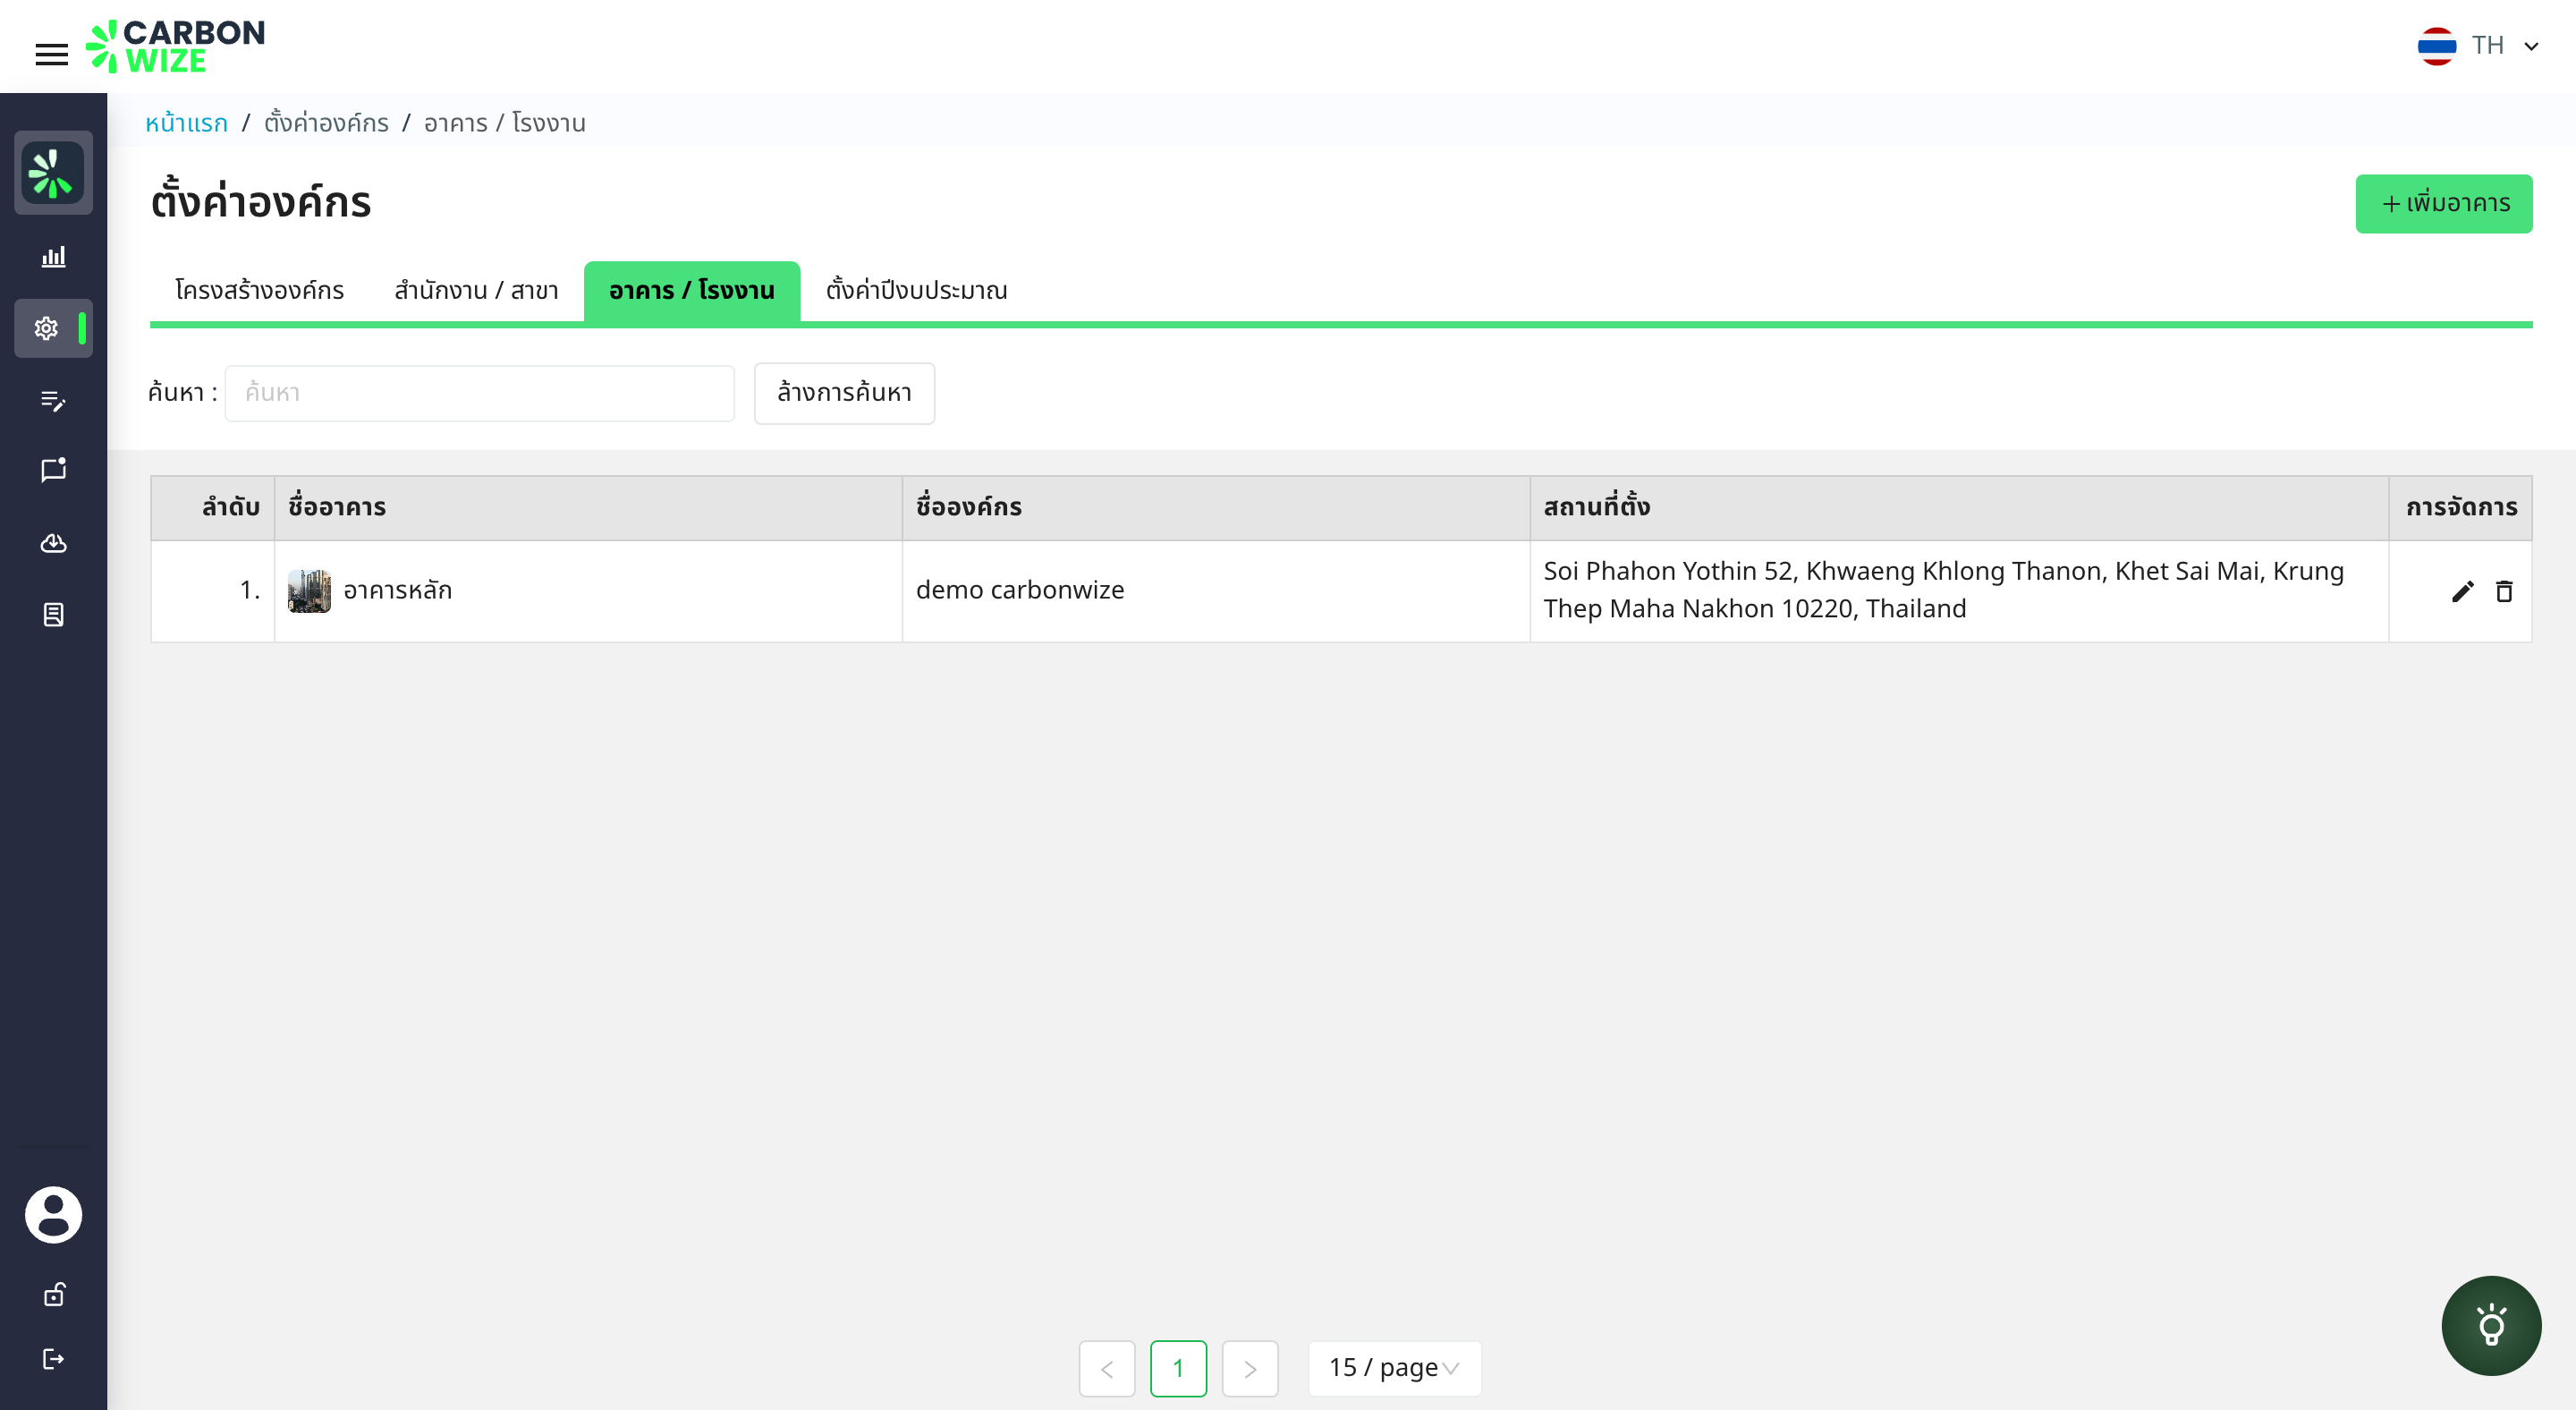 CARBON
WIZE
TH
หน้าแรก / ตั้งค่าองค์กร / อาคาร / โรงงาน
ตั้งค่าองค์กร
+ เพิ่มอาคาร
โครงสร้างองค์กร สำนักงาน / สาขา อาคาร / โรงงาน ตั้งค่าปีงบประมาณ
ค้นหา : ค้นหา ล้างการค้นหา
ลำดับ ชื่ออาคาร ชื่อองค์กร สถานที่ตั้ง การจัดการ
1. อาคารหลัก demo carbonwize Soi Phahon Yothin 52, Khwaeng Khlong Thanon, Khet Sai Mai, Krung
Thep Maha Nakhon 10220, Thailand
< 1 > 15 / page